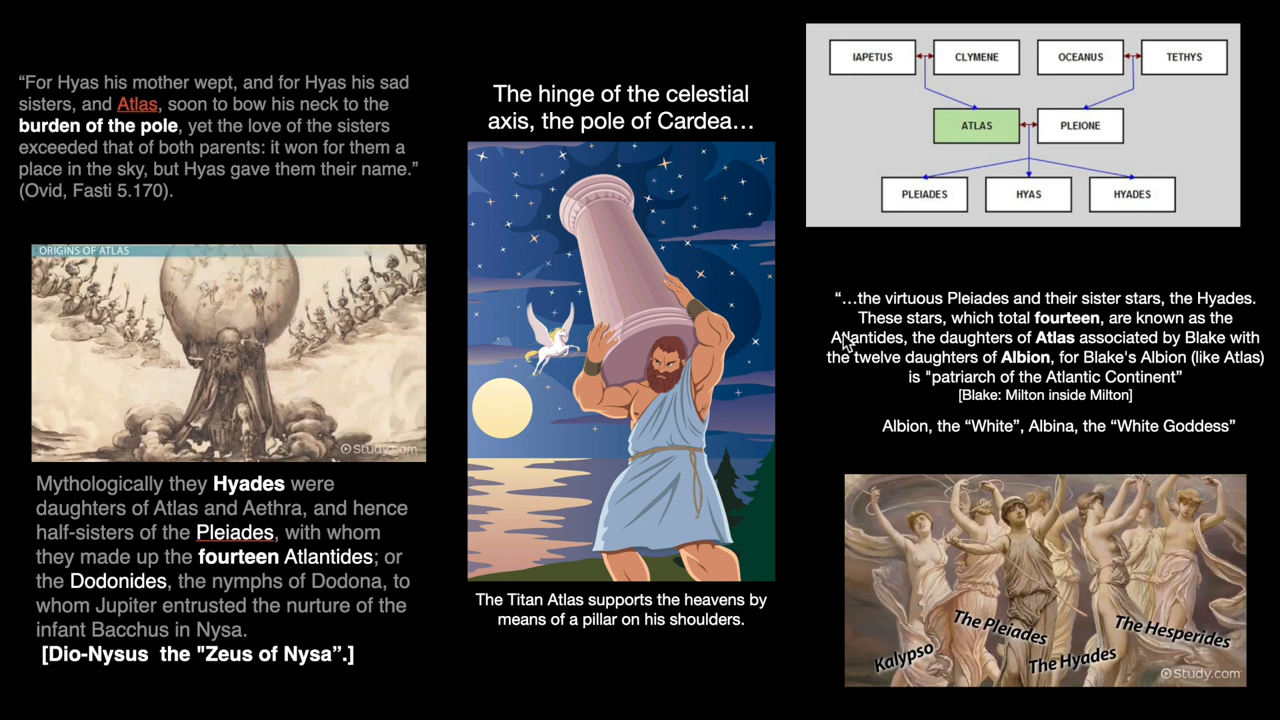 “For Hyas his mother wept, and for Hyas his sad
sisters, and Atlas, soon to bow his neck to the
burden of the pole, yet the love of the sisters
exceeded that of both parents: it won for them a
place in the sky, but Hyas gave them their name.”
(Ovid, Fasti 5.170).
ORIGINS OF ATLAS
Study.com
Mythologically they Hyades were
daughters of Atlas and Aethra, and hence
half-sisters of the Pleiades, with whom
they made up the fourteen Atlantides; or
the Dodonides, the nymphs of Dodona, to
whom Jupiter entrusted the nurture of the
infant Bacchus in Nysa.
[Dio-Nysus the "Zeus of Nysa”.]
The hinge of the celestial
axis, the pole of Cardea…
The Titan Atlas supports the heavens by
means of a pillar on his shoulders.
IAPETUS CLYMENE OCEANUS TETHYS
ATLAS PLEIONE
PLEIADES HYAS HYADES
“…the virtuous Pleiades and their sister stars, the Hyades.
These stars, which total fourteen, are known as the
Atlantides, the daughters of Atlas associated by Blake with
the twelve daughters of Albion, for Blake's Albion (like Atlas)
is "patriarch of the Atlantic Continent”
[Blake: Milton inside Milton]
Albion, the “White”, Albina, the “White Goddess”
Kalypso
The Pleiades
The Hyades
The Hesperides
Study.com